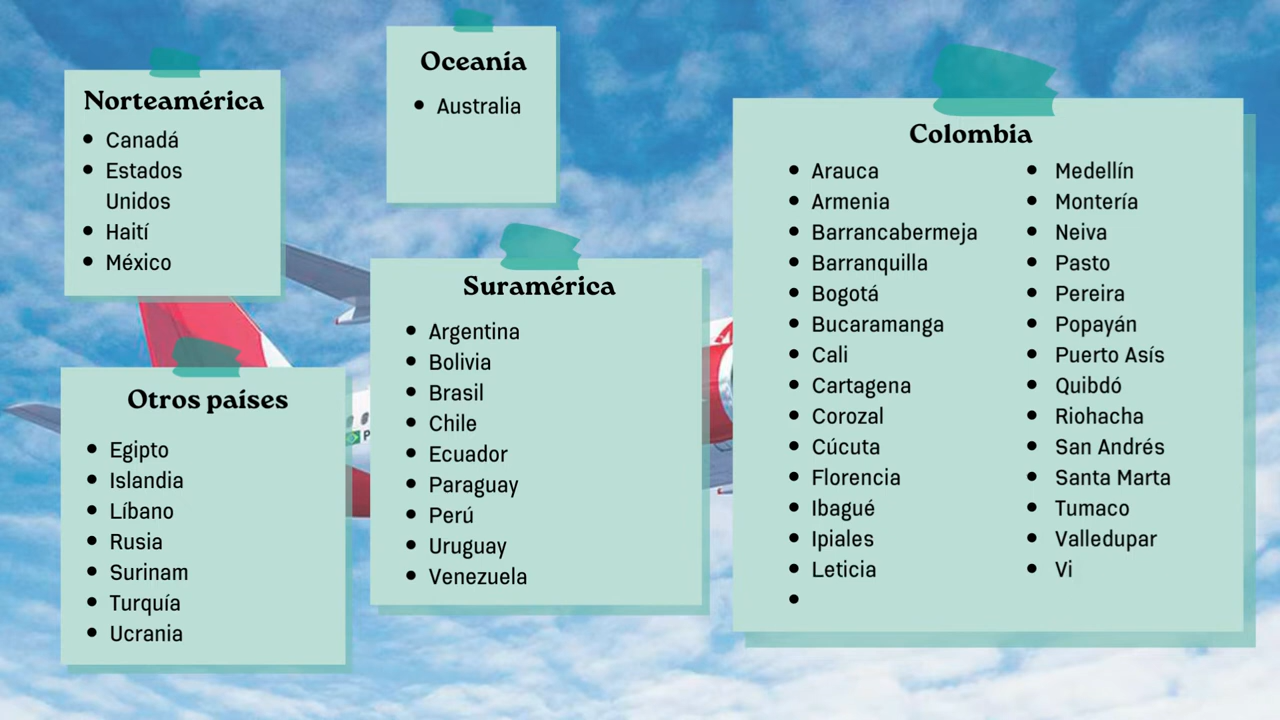 Norteamérica
• Canadá
• Estados
Unidos
• Haití
• México
Oceanía
• Australia
Otros países
• Egipto
• Islandia
• Líbano
• Rusia
• Surinam
• Turquía
• Ucrania
Suramérica
• Argentina
• Bolivia
• Brasil
• Chile
• Ecuador
• Paraguay
• Perú
• Uruguay
• Venezuela
Colombia
• Arauca
• Armenia
• Barrancabermeja
• Barranquilla
• Bogotá
• Bucaramanga
• Cali
• Cartagena
• Corozal
• Cúcuta
• Florencia
• Ibagué
• Ipiales
• Leticia
•
• Medellín
• Montería
• Neiva
• Pasto
• Pereira
• Popayán
• Puerto Asís
• Quibdó
• Riohacha
• San Andrés
• Santa Marta
• Tumaco
• Valledupar
• Vi